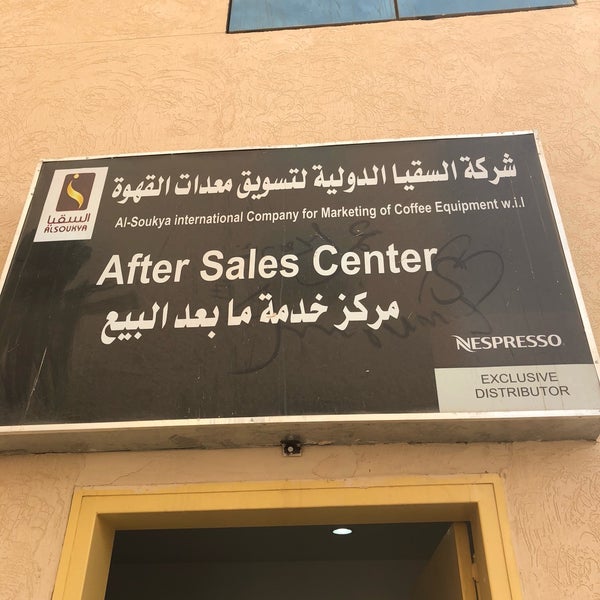 شركة السقيا الدولية لتسويق معدات القهوة
السقيا
ALSOUKYA
Al-Soukya international Company for Marketing of Coffee Equipment w.i.l
After Sales Center
مركز خدمة ما بعد البيع
NESPRESSO
EXCLUSIVE
DISTRIBUTOR